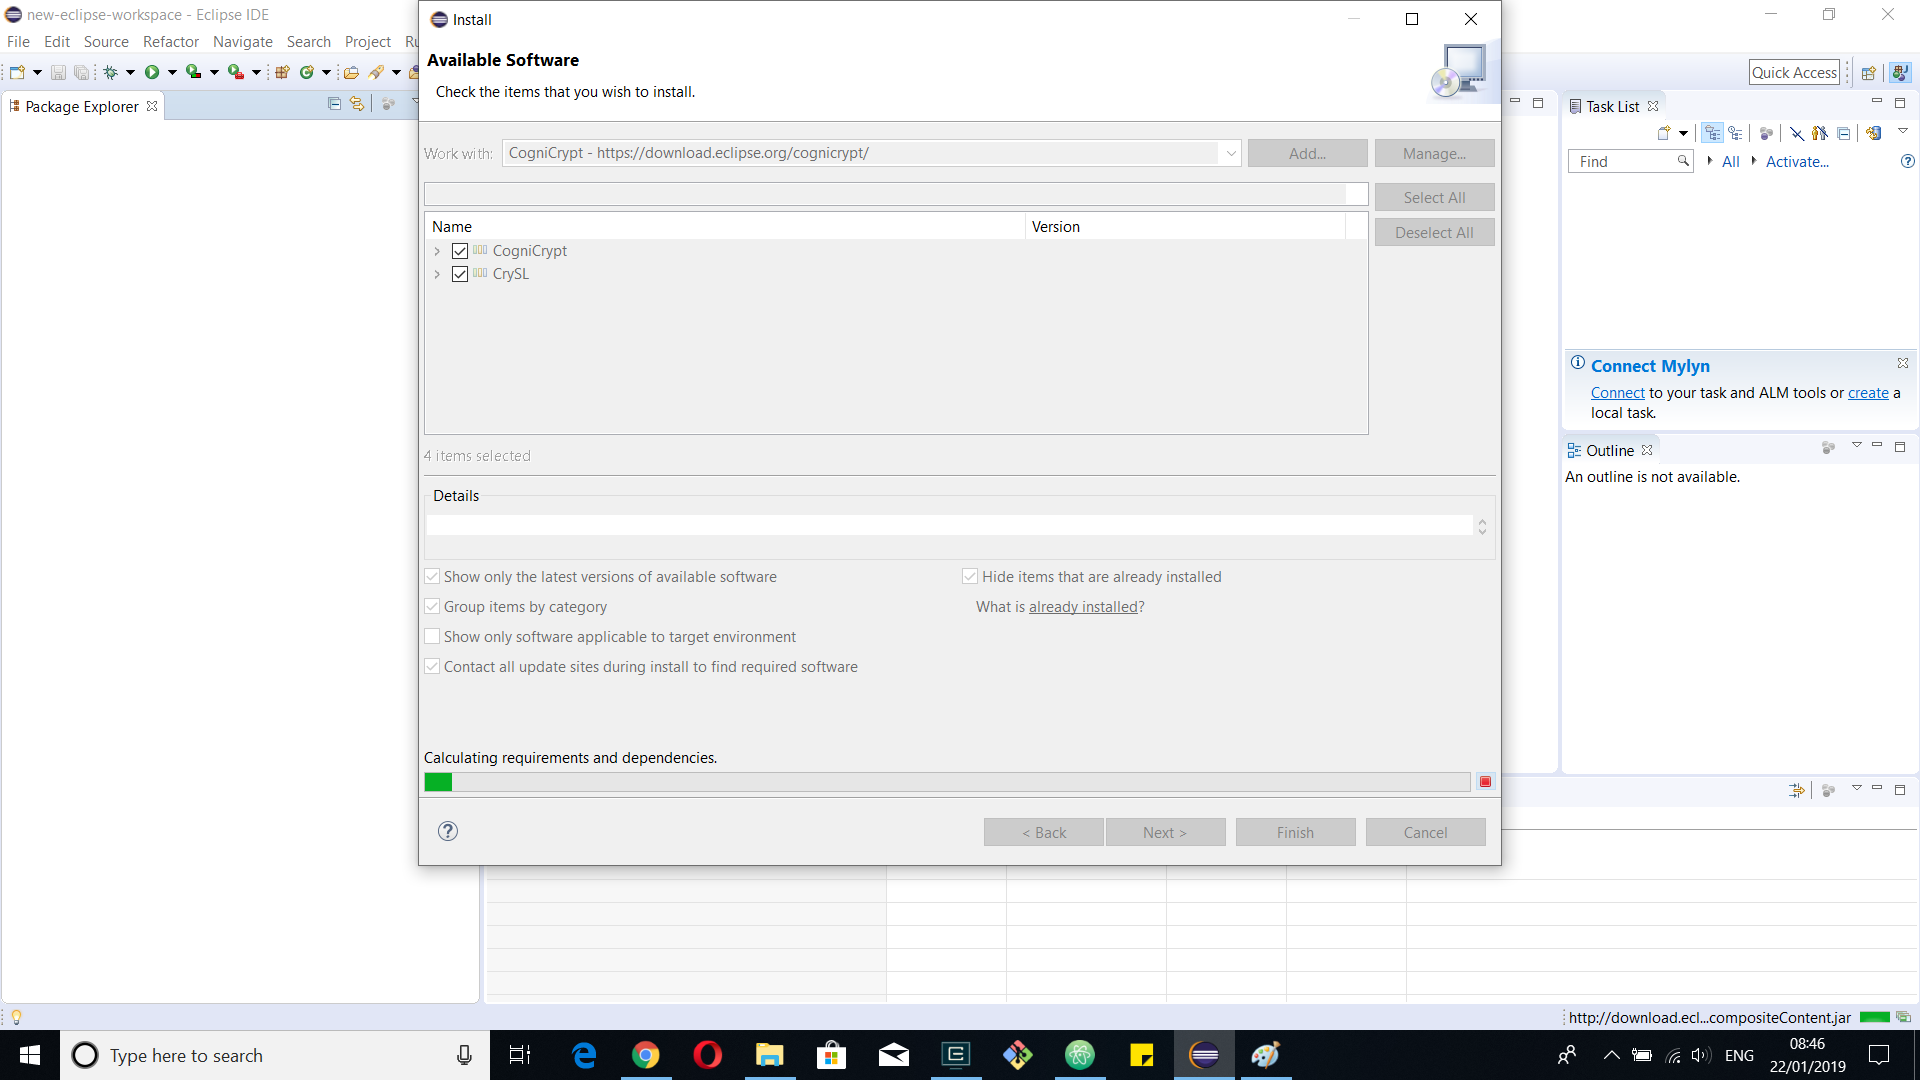 new-eclipse-workspace - Eclipse IDE
File Edit Source Refactor Navigate Search Project
Quick Access
Package Explorer
Install
Available Software
Check the items that you wish to install.
Work with: CogniCrypt - https://download.eclipse.org/cognicrypt/ Add... Manage...
Select All
Deselect All
Name Version
CogniCrypt
CrySL
4 items selected
Details
Show only the latest versions of available software
Hide items that are already installed
Group items by category
What is already installed?
Show only software applicable to target environment
Contact all update sites during install to find required software
Calculating requirements and dependencies.
< Back Next > Finish Cancel
Task List
Find All Activate...
Connect Mylyn
Connect to your task and ALM tools or create a
local task.
Outline
An outline is not available.
http://download.ecl...compositeContent.jar
Type here to search
ENG
08:46
22/01/2019